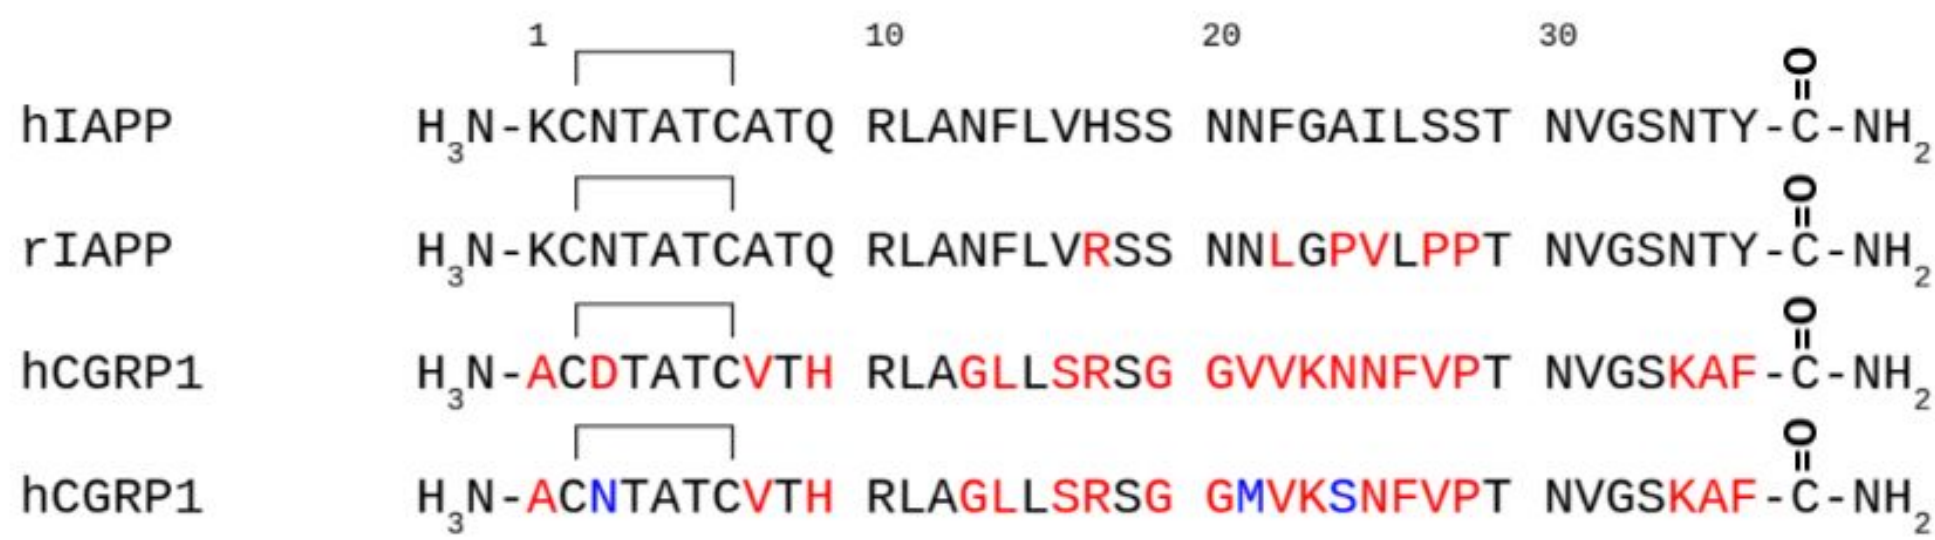 1 10 20 30
hIAPP H₃N-KCNTATCATQ RLANFLVHSS NNFGAILSST NVGSNTY-C=O-NH₂
rIAPP H₃N-KCNTATCATQ RLANFLVRSS NNLGPVLPPT NVGSNTY-C=O-NH₂
hCGRP1 H₃N-ACDTATCVTH RLAGLLSRSG GVVKNNFVPT NVGSKAF-C=O-NH₂
hCGRP1 H₃N-ACNTATCVTH RLAGLLSRSG GMVKSNFVPT NVGSKAF-C=O-NH₂